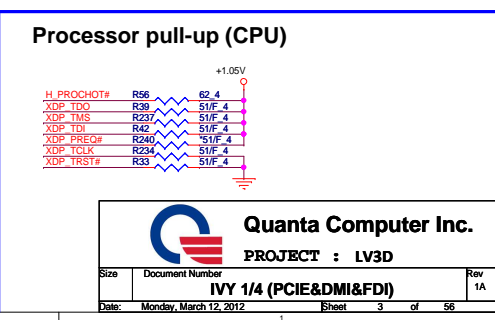 Processor pull-up (CPU)
+1.05V
H_PROCHOT# R56 62_4
XDP_TDO R39 51/F_4
XDP_TMS R237 51/F_4
XDP_TDI R42 51/F_4
XDP_PREQ# R240 *51/F_4
XDP_TCLK R234 51/F_4
XDP_TRST# R33 51/F_4
Quanta Computer Inc.
PROJECT : LV3D
Size Document Number Rev
IVY 1/4 (PCIE&DMI&FDI) 1A
Date: Monday, March 12, 2012 Sheet 3 of 56
1